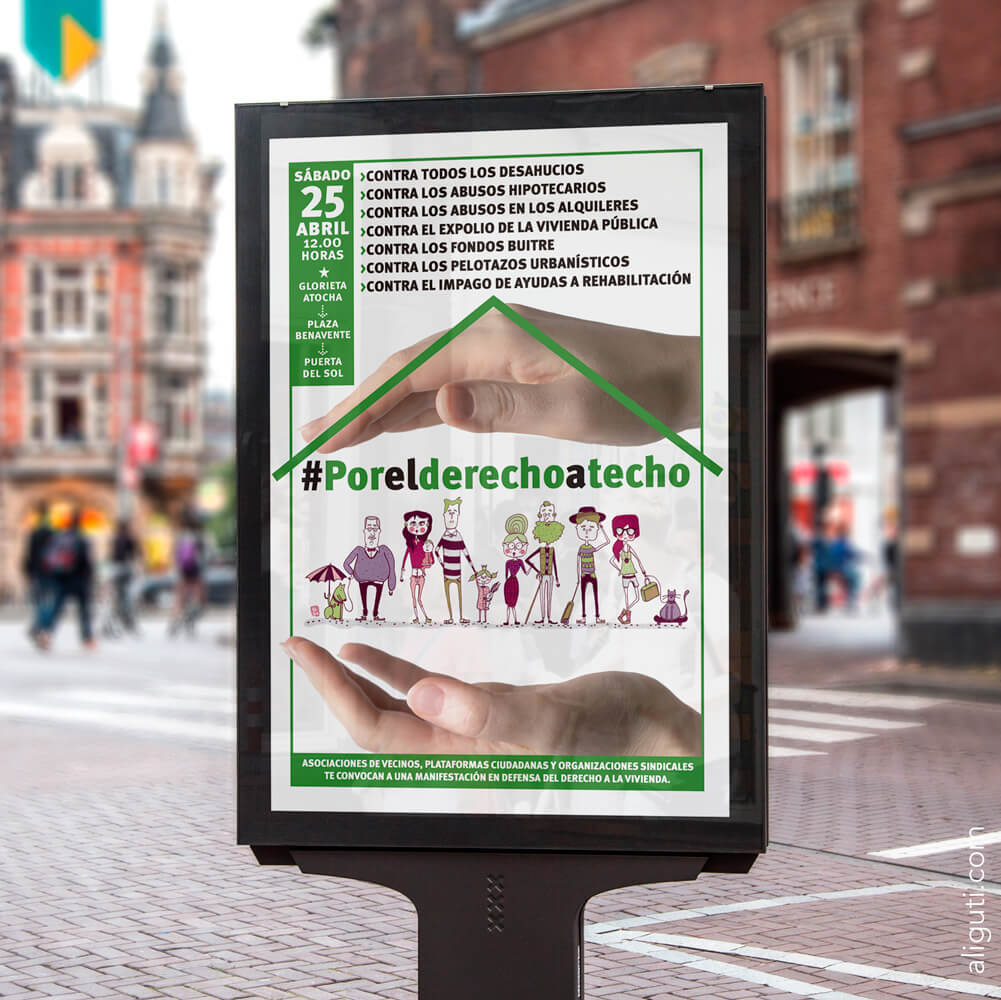 SÁBADO
25
ABRIL
12.00
HORAS
GLORIETA
ATOCHA
PLAZA
BENAVENTE
PUERTA
DEL SOL
›CONTRA TODOS LOS DESAHUCIOS
›CONTRA LOS ABUSOS HIPOTECARIOS
›CONTRA LOS ABUSOS EN LOS ALQUILERES
›CONTRA EL EXPOLIO DE LA VIVIENDA PÚBLICA
›CONTRA LOS FONDOS BUITRE
›CONTRA LOS PELOTAZOS URBANÍSTICOS
›CONTRA EL IMPAGO DE AYUDAS A REHABILITACIÓN
#Porelderechoatecho
ASOCIACIONES DE VECINOS, PLATAFORMAS CIUDADANAS Y ORGANIZACIONES SINDICALES
TE CONVOCAN A UNA MANIFESTACIÓN EN DEFENSA DEL DERECHO A LA VIVIENDA.
aliguti.com